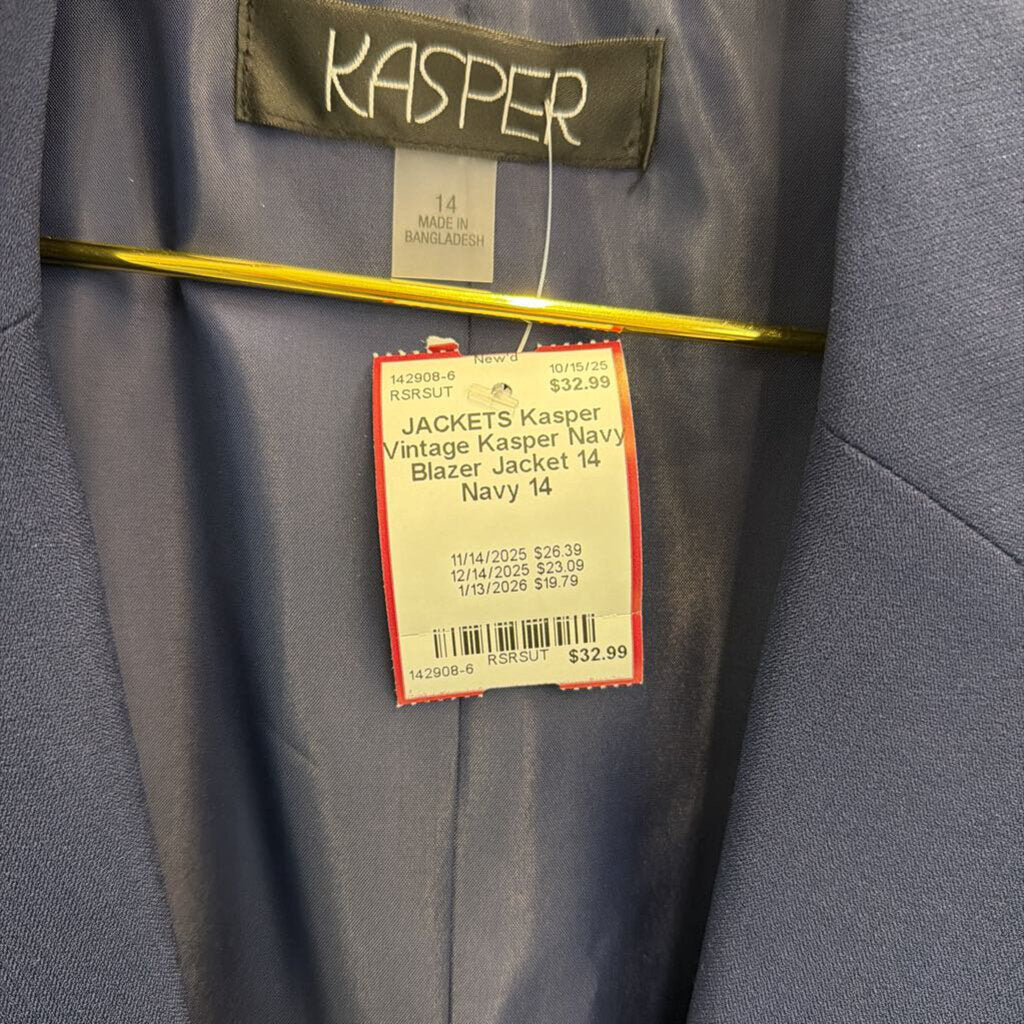 KASPER
14
MADE IN
BANGLADESH
New'd
142908-6 10/15/25
RSRSUT $32.99
JACKETS Kasper
Vintage Kasper Navy
Blazer Jacket 14
Navy 14
11/14/2025 $26.39
12/14/2025 $23.09
1/13/2026 $19.79
142908-6 RSRSUT $32.99